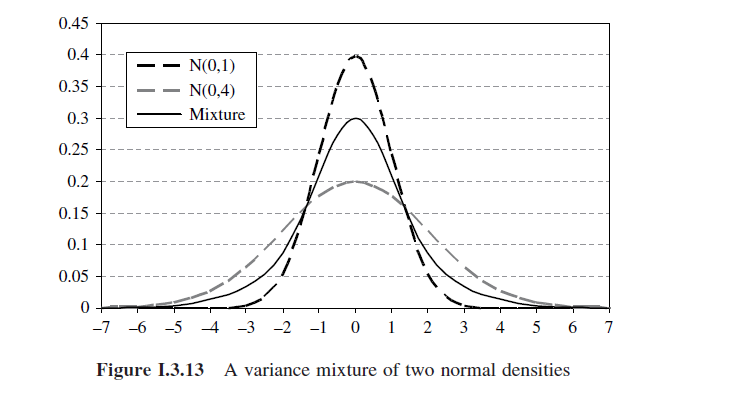 0.45
0.4
0.35
0.3
0.25
0.2
0.15
0.1
0.05
0
N(0,1)
N(0,4)
Mixture
–7 –6 –5 –4 –3 –2 –1 0 1 2 3 4 5 6 7
Figure I.3.13 A variance mixture of two normal densities